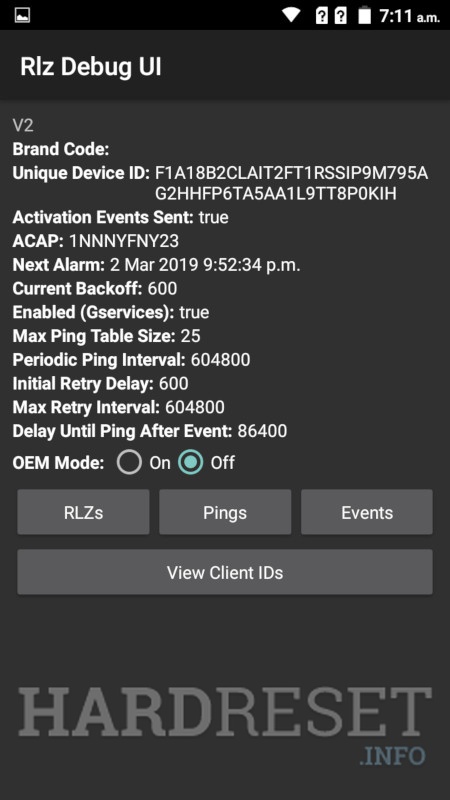 7:11 a.m.
Rlz Debug UI
V2
Brand Code:
Unique Device ID: F1A18B2CLAIT2FT1RSSIP9M795A
G2HHFP6TA5AA1L9TT8P0KIH
Activation Events Sent: true
ACAP: 1NNNYFNY23
Next Alarm: 2 Mar 2019 9:52:34 p.m.
Current Backoff: 600
Enabled (Gservices): true
Max Ping Table Size: 25
Periodic Ping Interval: 604800
Initial Retry Delay: 600
Max Retry Interval: 604800
Delay Until Ping After Event: 86400
OEM Mode: On Off
RLZs Pings Events
View Client IDs
HARDRESET
.INFO